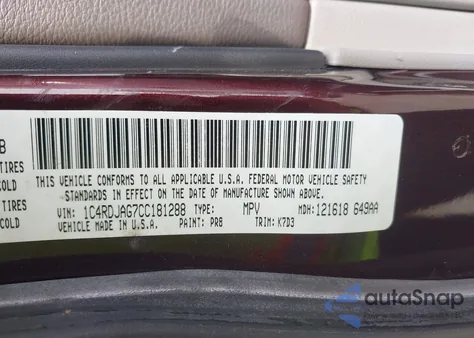 B
TIRES
COLD
TIRES
COLD
THIS VEHICLE CONFORMS TO ALL APPLICABLE U.S.A. FEDERAL MOTOR VEHICLE SAFETY
STANDARDS IN EFFECT ON THE DATE OF MANUFACTURE SHOWN ABOVE.
VIN: 1C4RDJAG7CC181288 TYPE: MPV MDH: 121618 649AA
VEHICLE MADE IN U.S.A. PAINT: PRB TRIM: K7D3
autoSnap